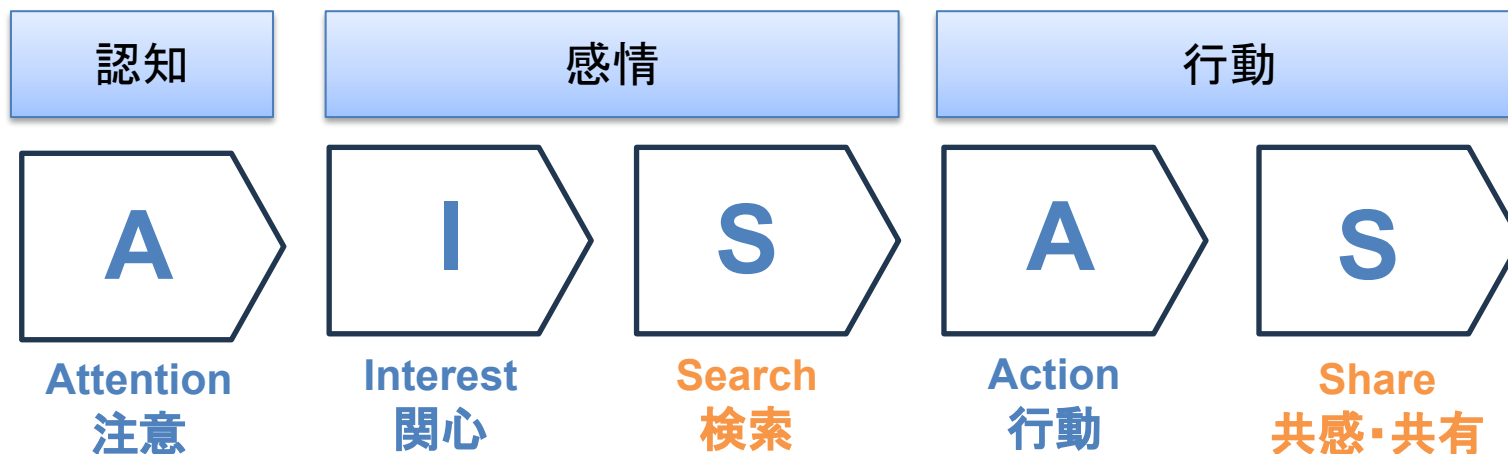 認知
感情
行動
A
I
S
A
S
Attention
注意
Interest
関心
Search
検索
Action
行動
Share
共感・共有